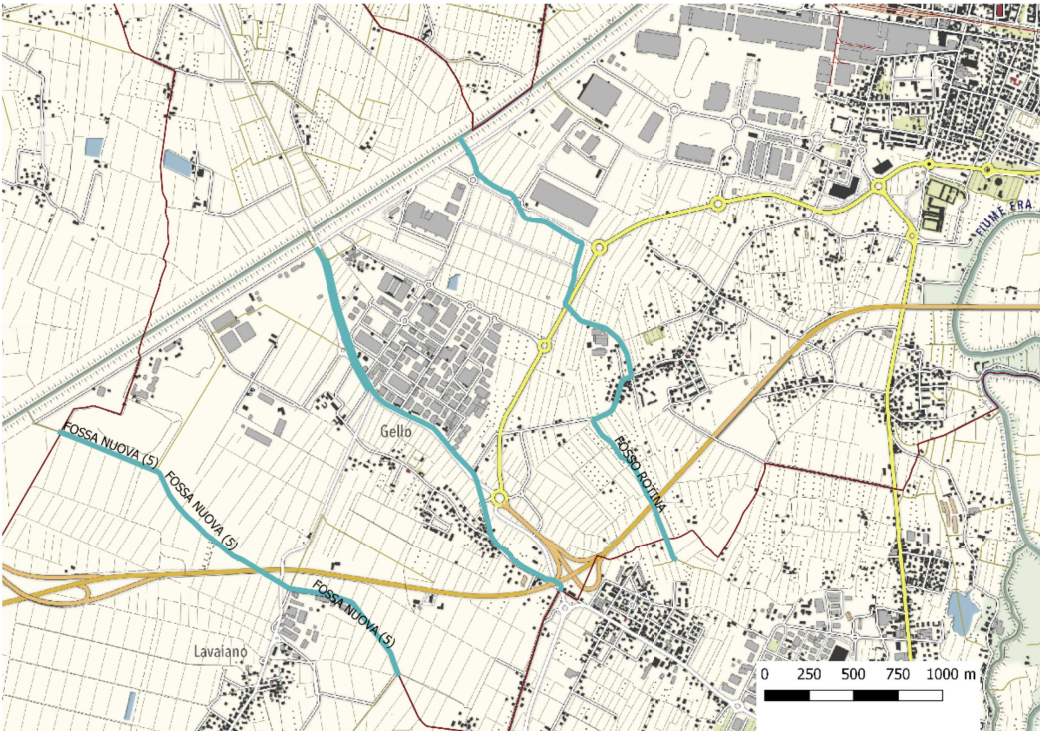 FIUME ERA
Gello
FOSSA NUOVA (5)
FOSSA NUOVA (5)
FOSSO ROTINA
FOSSA NUOVA (5)
Lavaiano
0 250 500 750 1000 m